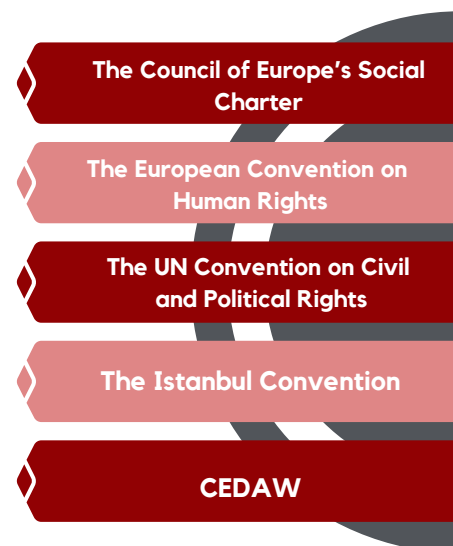 The Council of Europe's Social
Charter
The European Convention on
Human Rights
The UN Convention on Civil
and Political Rights
The Istanbul Convention
CEDAW